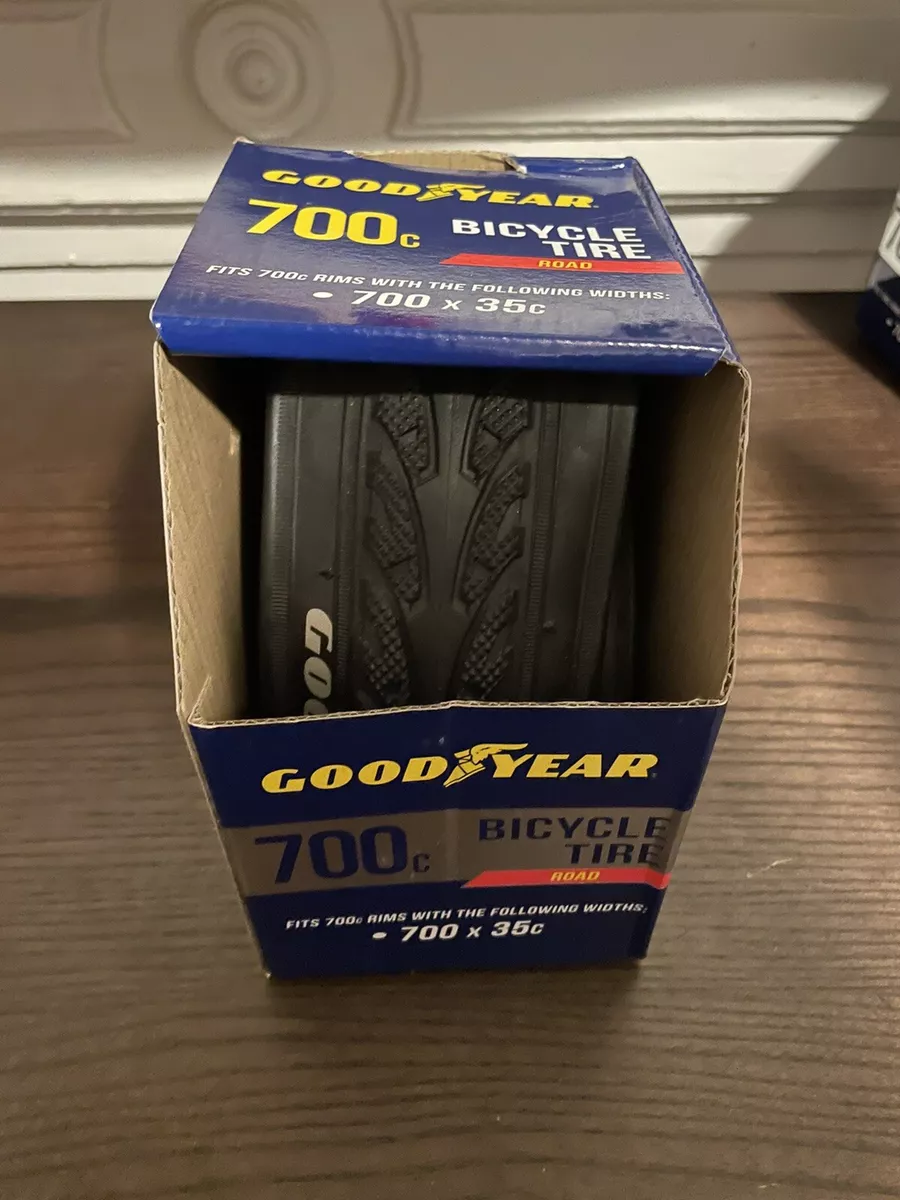 GOODYEAR
700c
BICYCLE
TIRE
ROAD
FITS 700c RIMS WITH THE FOLLOWING WIDTHS:
• 700 x 35c
GOO
GOODYEAR
700c
BICYCLE
TIRE
ROAD
FITS 700c RIMS WITH THE FOLLOWING WIDTHS:
• 700 x 35c